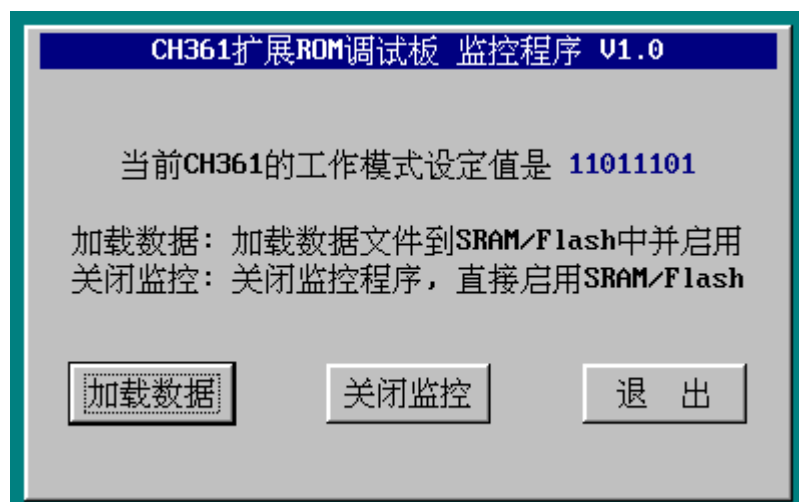 CH361扩展ROM调试板 监控程序 V1.0
当前CH361的工作模式设定值是 11011101
加载数据：加载数据文件到SRAM/Flash中并启用
关闭监控：关闭监控程序，直接启用SRAM/Flash
加载数据 关闭监控 退 出